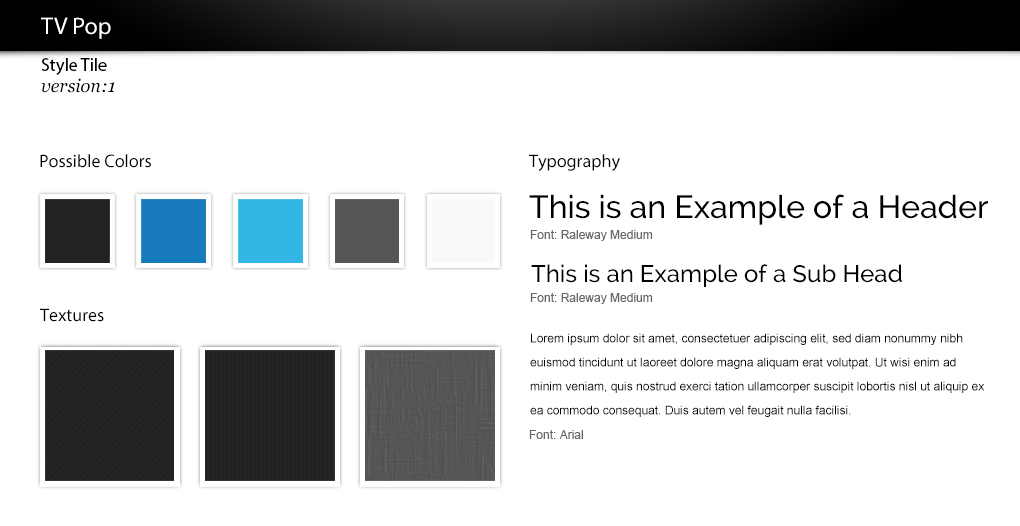 TV Pop
Style Tile
version:1
Possible Colors
Textures
Typography
This is an Example of a Header
Font: Raleway Medium
This is an Example of a Sub Head
Font: Raleway Medium
Lorem ipsum dolor sit amet, consectetuer adipiscing elit, sed diam nonummy nibh
euismod tincidunt ut laoreet dolore magna aliquam erat volutpat. Ut wisi enim ad
minim veniam, quis nostrud exerci tation ullamcorper suscipit lobortis nisl ut aliquip ex
ea commodo consequat. Duis autem vel feugait nulla facilisi.
Font: Arial